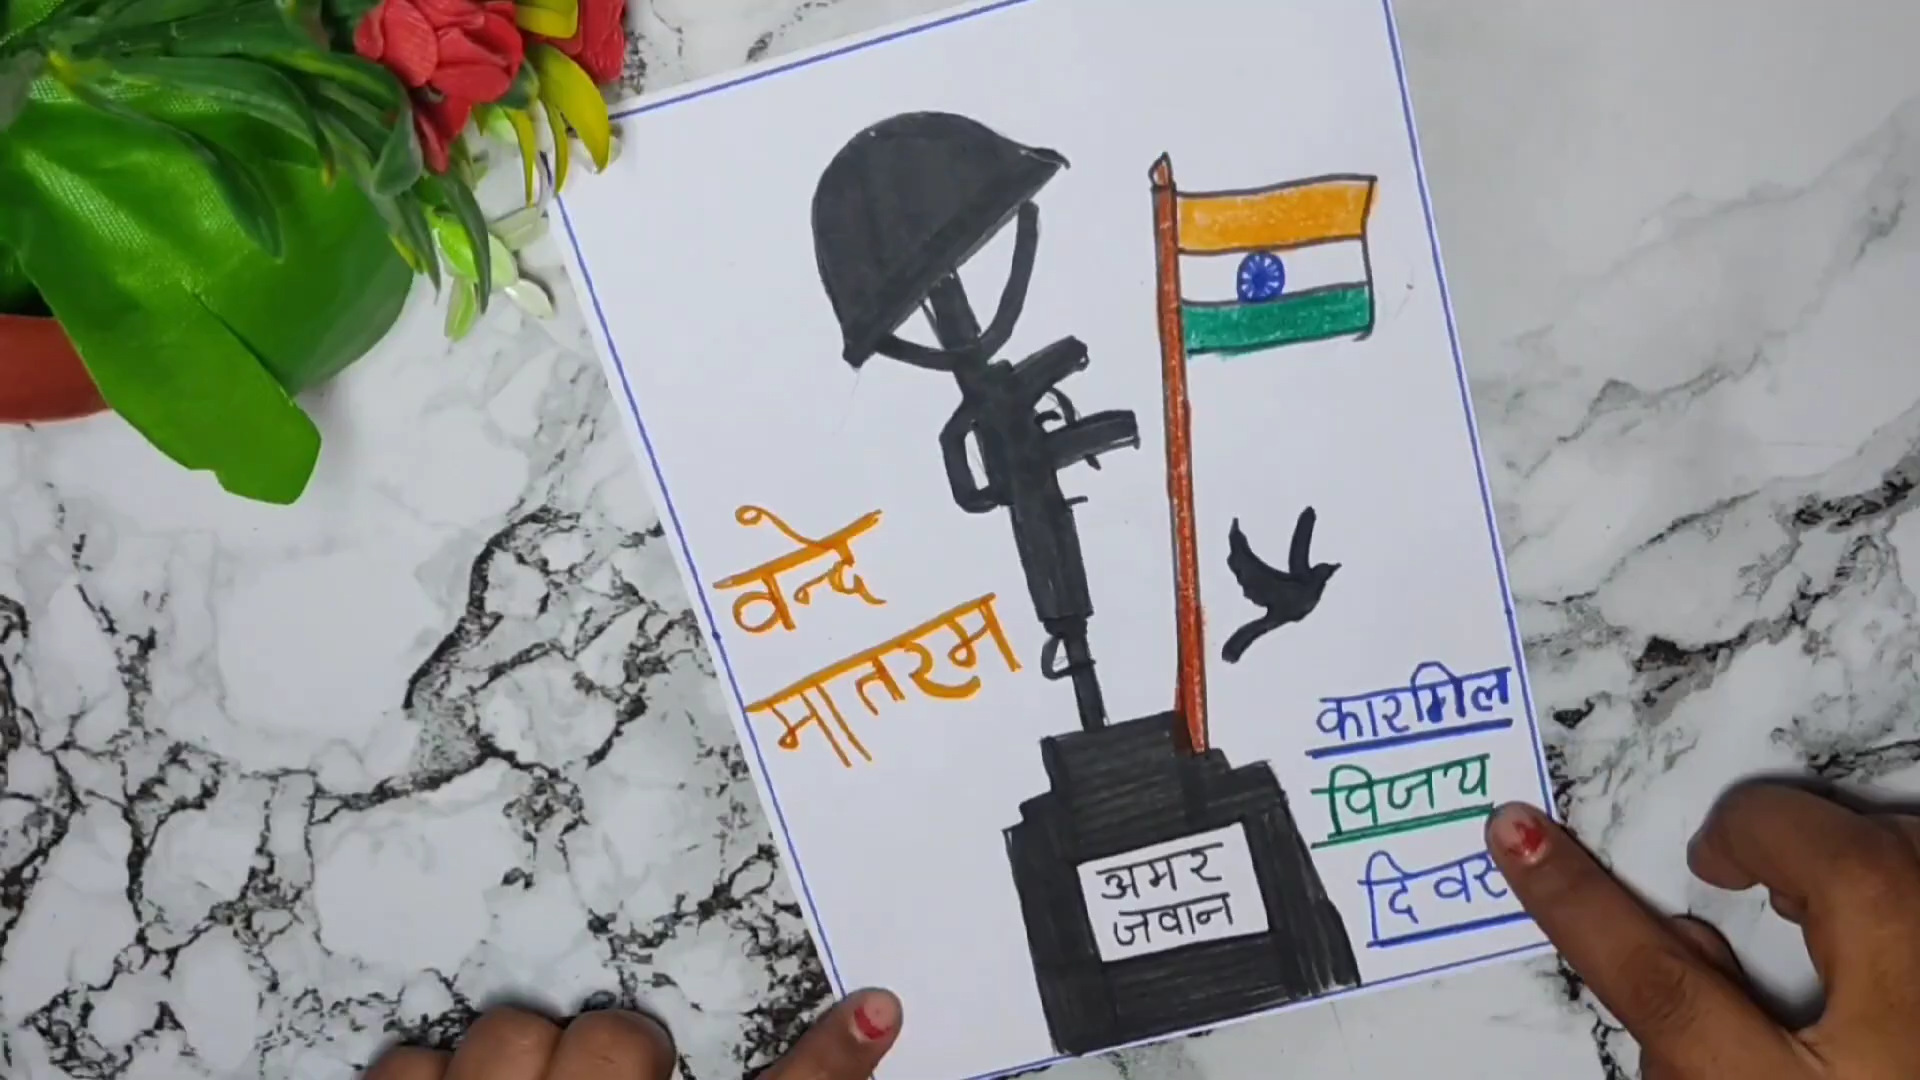 वन्दे
मातरम
अमर
जवान
कारगिल
विजय
दिवस